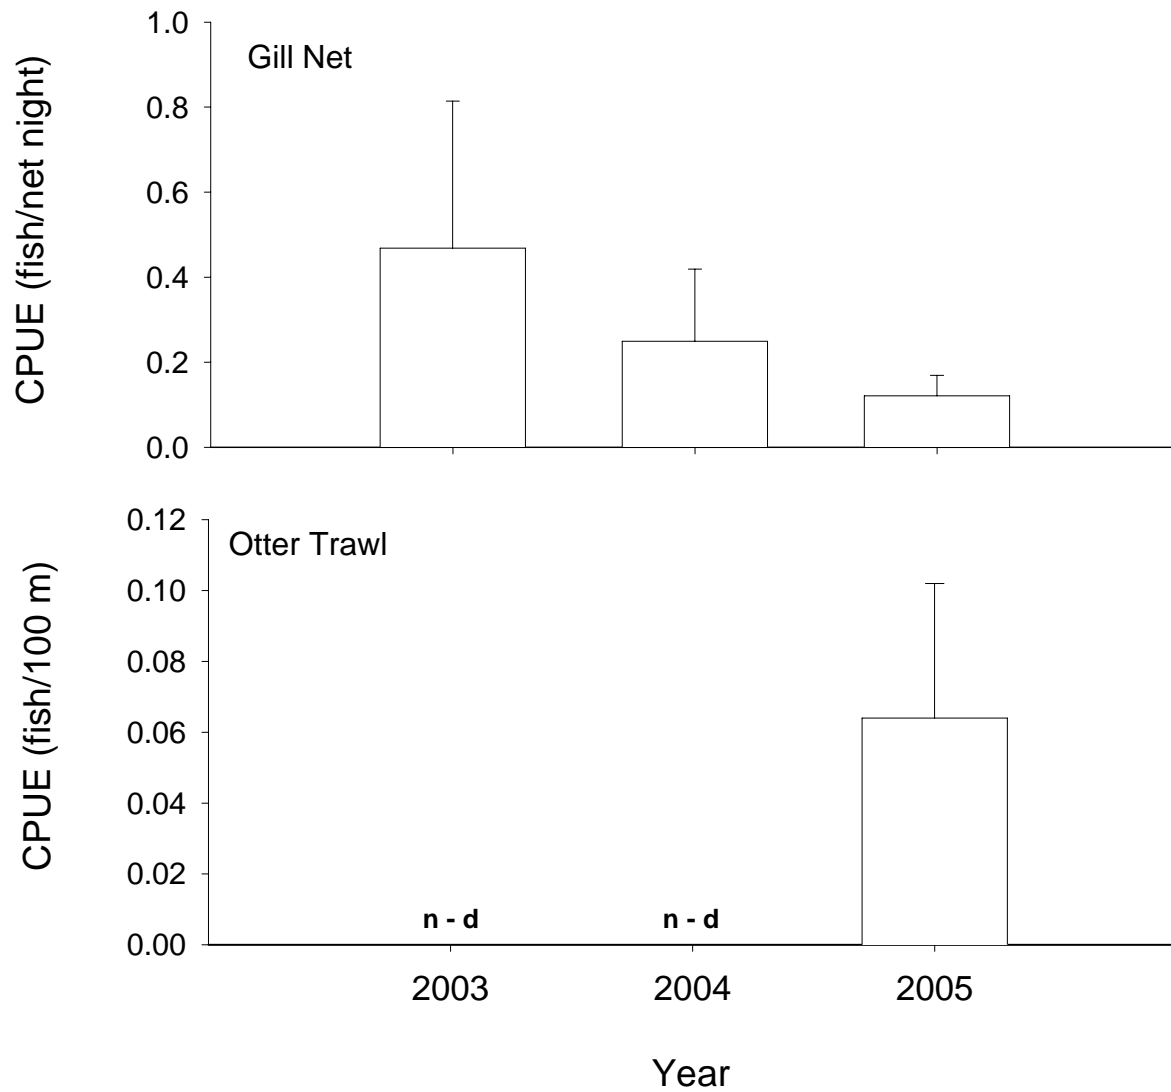 CPUE (fish/net night)
1.0
Gill Net
0.8
0.6
0.4
0.2
0.0
CPUE (fish/100 m)
0.12
Otter Trawl
0.10
0.08
0.06
0.04
0.02
n - d n - d
0.00
2003 2004 2005
Year